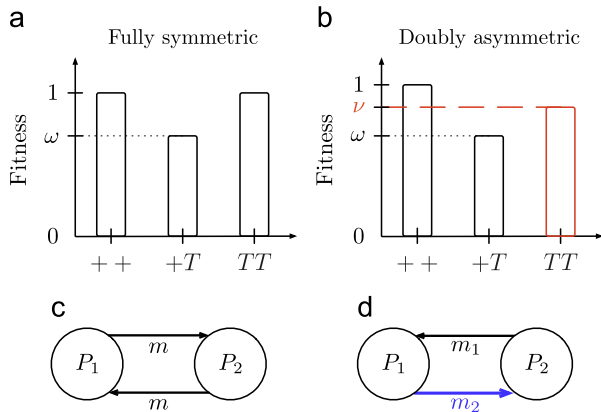 a
Fully symmetric
Fitness
1
ω
0
+ +
+T
TT
b
Doubly asymmetric
Fitness
1
ν
ω
0
+ +
+T
TT
c
P₁
m
P₂
m
d
P₁
m₁
P₂
m₂